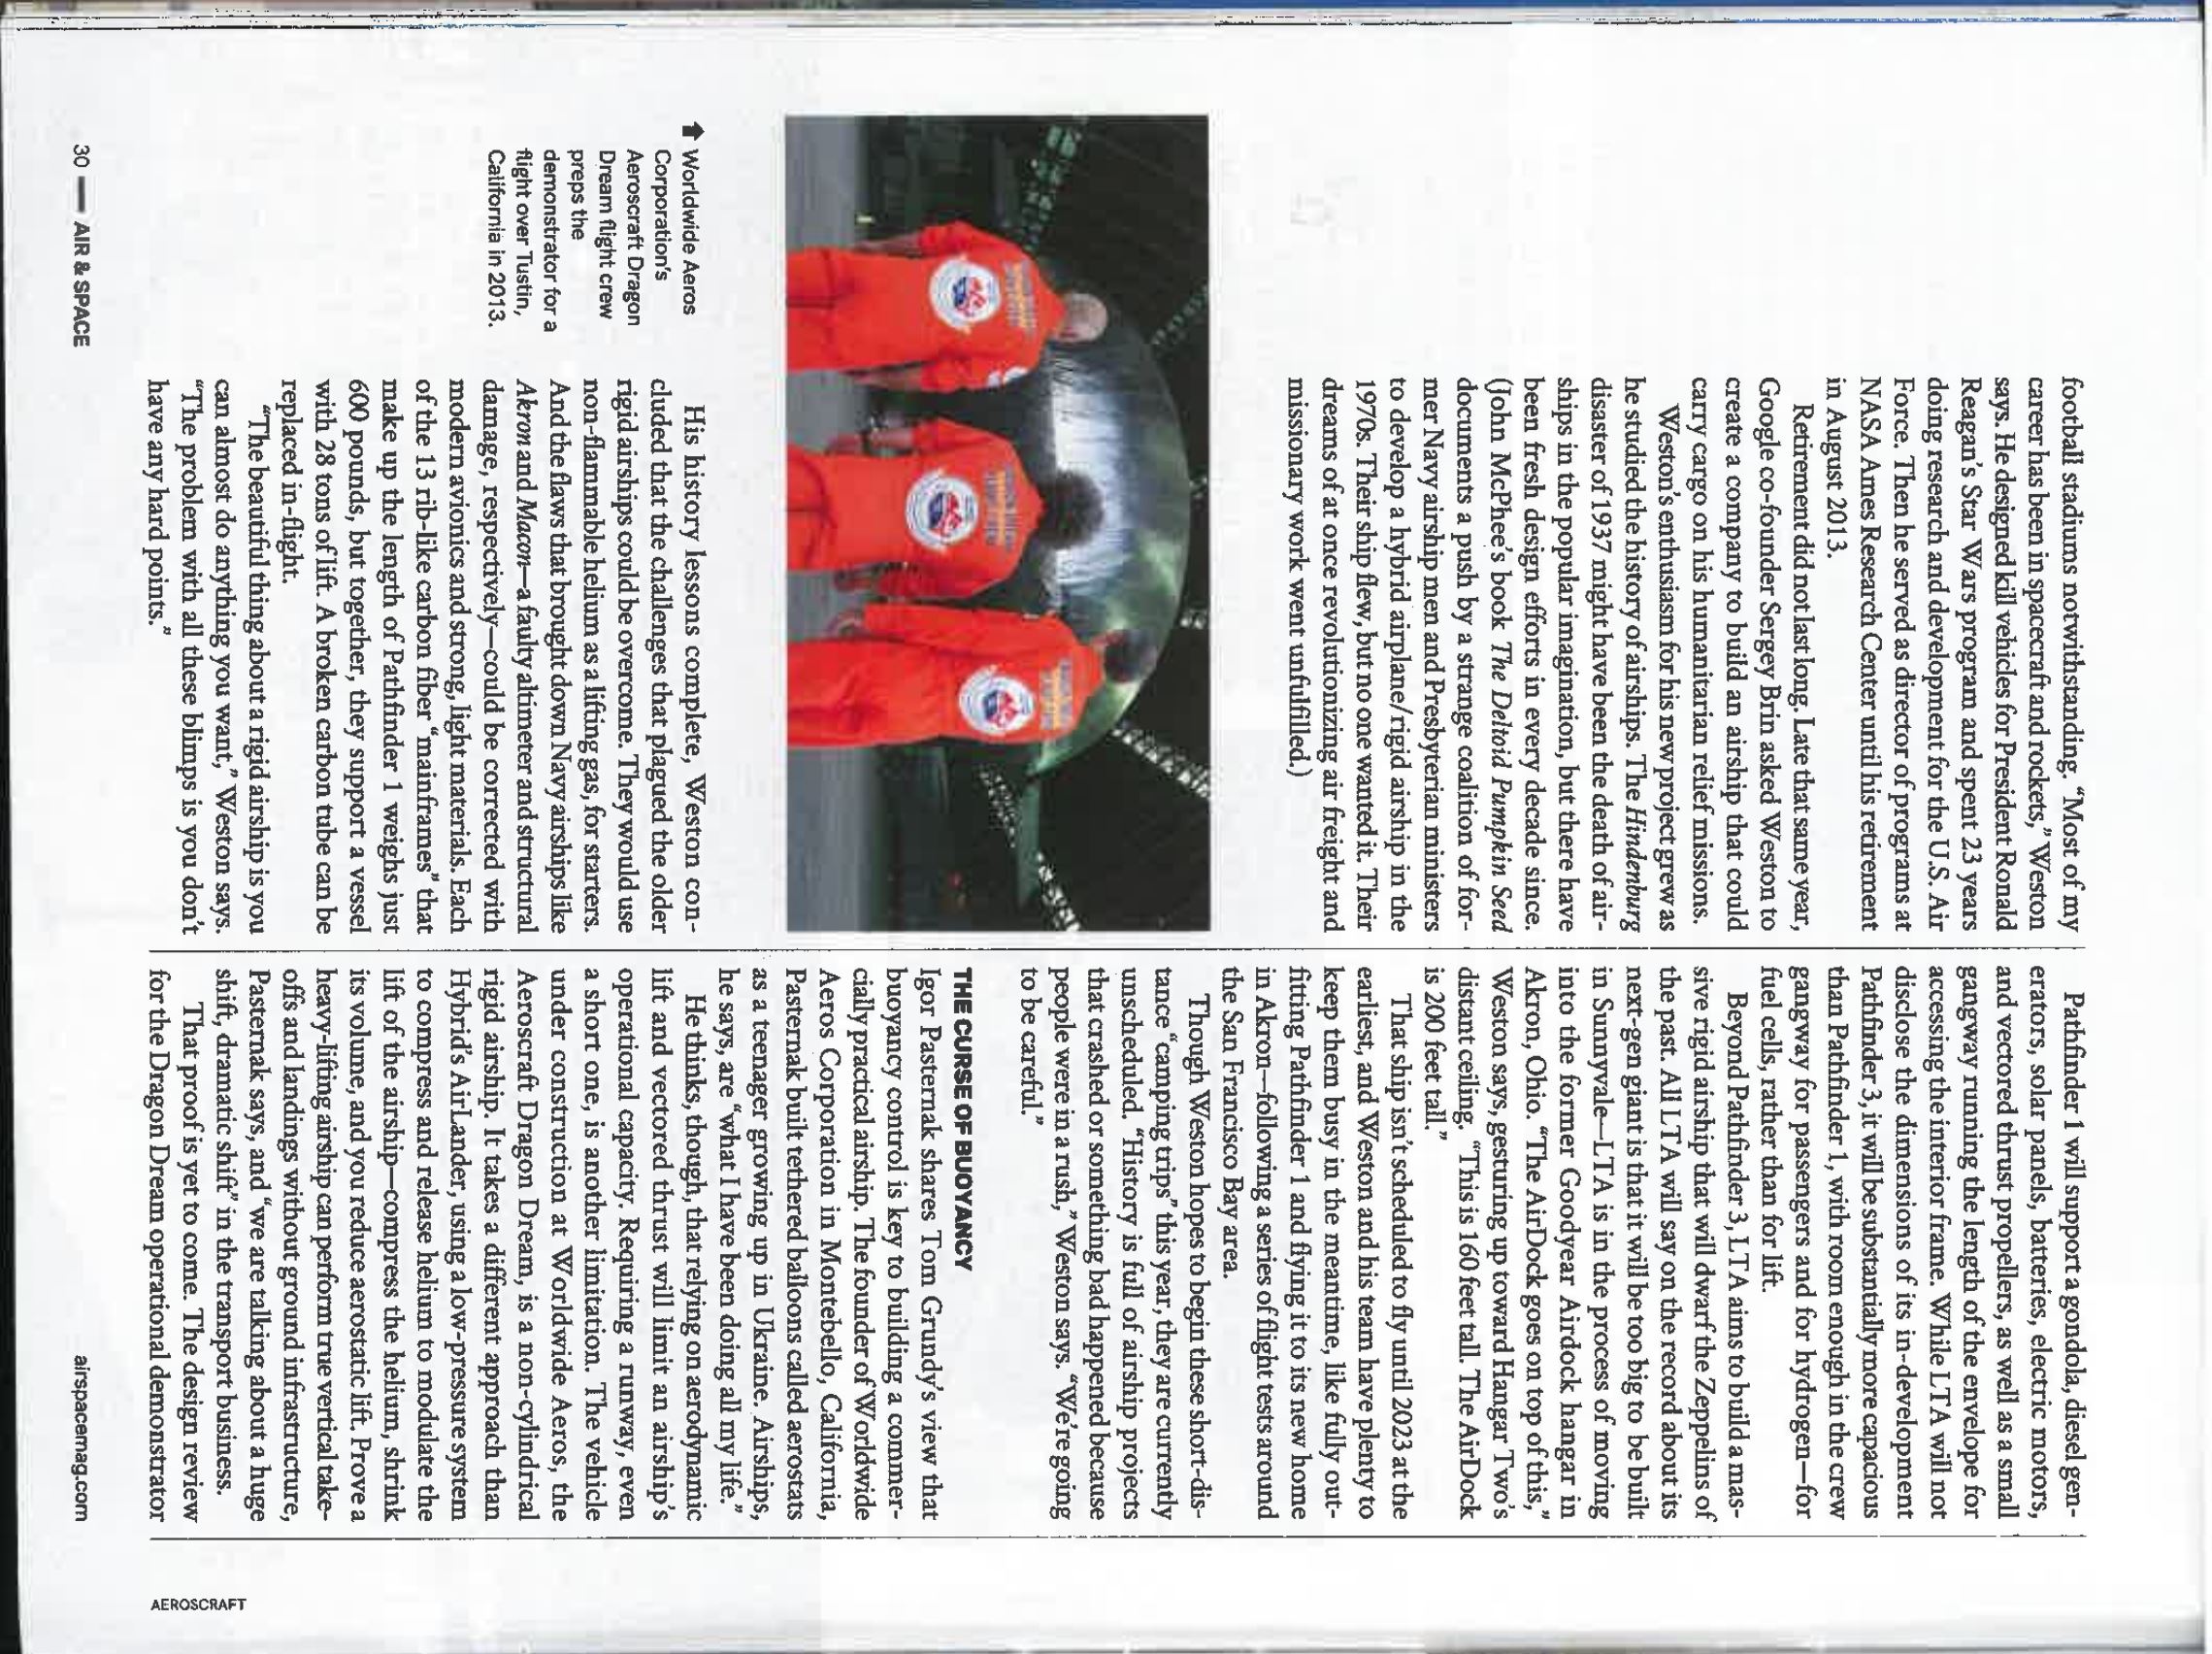 football stadiums notwithstanding. “Most of my
career has been in spacecraft and rockets,” Weston
says. He designed kill vehicles for President Ronald
Reagan’s Star Wars program and spent 23 years
doing research and development for the U.S. Air
Force. Then he served as director of programs at
NASA Ames Research Center until his retirement
in August 2013.
Retirement did not last long. Late that same year,
Google co-founder Sergey Brin asked Weston to
create a company to build an airship that could
carry cargo on his humanitarian relief missions.
Weston’s enthusiasm for his new project grew as
he studied the history of airships. The Hindenburg
disaster of 1937 might have been the death of air-
ships in the popular imagination, but there have
been fresh design efforts in every decade since.
(John McPhee’s book The Deltoid Pumpkin Seed
documents a push by a strange coalition of for-
mer Navy airship men and Presbyterian ministers
to develop a hybrid airplane/rigid airship in the
1970s. Their ship flew, but no one wanted it. Their
dreams of at once revolutionizing air freight and
missionary work went unfulfilled.)
⬆ Worldwide Aeros
Corporation’s
Aeroscraft Dragon
Dream flight crew
preps the
demonstrator for a
flight over Tustin,
California in 2013.
His history lessons complete, Weston con-
cluded that the challenges that plagued the older
rigid airships could be overcome. They would use
non-flammable helium as a lifting gas, for starters.
And the flaws that brought down Navy airships like
Akron and Macon—a faulty altimeter and structural
damage, respectively—could be corrected with
modern avionics and strong, light materials. Each
of the 13 rib-like carbon fiber “mainframes” that
make up the length of Pathfinder 1 weighs just
600 pounds, but together, they support a vessel
with 28 tons of lift. A broken carbon tube can be
replaced in-flight.
“The beautiful thing about a rigid airship is you
can almost do anything you want,” Weston says.
“The problem with all these blimps is you don’t
have any hard points.”
Pathfinder 1 will support a gondola, diesel gen-
erators, solar panels, batteries, electric motors,
and vectored thrust propellers, as well as a small
gangway running the length of the envelope for
accessing the interior frame. While LTA will not
disclose the dimensions of its in-development
Pathfinder 3, it will be substantially more capacious
than Pathfinder 1, with room enough in the crew
gangway for passengers and for hydrogen—for
fuel cells, rather than for lift.
Beyond Pathfinder 3, LTA aims to build a mas-
sive rigid airship that will dwarf the Zeppelins of
the past. All LTA will say on the record about its
next-gen giant is that it will be too big to be built
in Sunnyvale—LTA is in the process of moving
into the former Goodyear Airdock hangar in
Akron, Ohio. “The AirDock goes on top of this,”
Weston says, gesturing up toward Hangar Two’s
distant ceiling. “This is 160 feet tall. The AirDock
is 200 feet tall.”
That ship isn’t scheduled to fly until 2023 at the
earliest, and Weston and his team have plenty to
keep them busy in the meantime, like fully out-
fitting Pathfinder 1 and flying it to its new home
in Akron—following a series of flight tests around
the San Francisco Bay area.
Though Weston hopes to begin these short-dis-
tance “camping trips” this year, they are currently
unscheduled. “History is full of airship projects
that crashed or something bad happened because
people were in a rush,” Weston says. “We’re going
to be careful.”
THE CURSE OF BUOYANCY
Igor Pasternak shares Tom Grundy’s view that
buoyancy control is key to building a commer-
cially practical airship. The founder of Worldwide
Aeros Corporation in Montebello, California,
Pasternak built tethered balloons called aerostats
as a teenager growing up in Ukraine. Airships,
he says, are “what I have been doing all my life.”
He thinks, though, that relying on aerodynamic
lift and vectored thrust will limit an airship’s
operational capacity. Requiring a runway, even
a short one, is another limitation. The vehicle
under construction at Worldwide Aeros, the
Aeroscraft Dragon Dream, is a non-cylindrical
rigid airship. It takes a different approach than
Hybrid’s AirLander, using a low-pressure system
to compress and release helium to modulate the
lift of the airship—compress the helium, shrink
its volume, and you reduce aerostatic lift. Prove a
heavy-lifting airship can perform true vertical take-
offs and landings without ground infrastructure,
Pasternak says, and “we are talking about a huge
shift, dramatic shift” in the transport business.
That proof is yet to come. The design review
for the Dragon Dream operational demonstrator
AEROSCRAFT
30 — AIR & SPACE
airspacemag.com